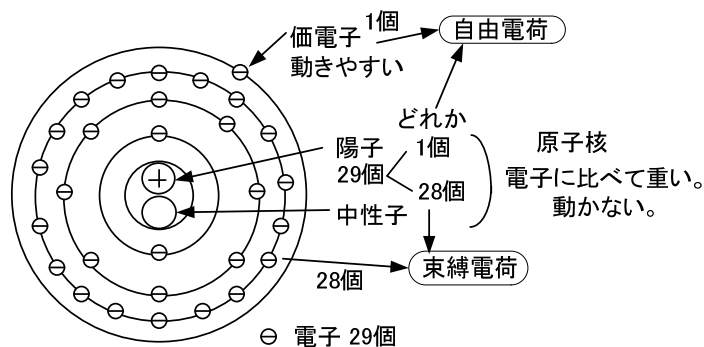 価電子 1個
動きやすい
自由電荷
どれか
1個
陽子
29個
28個
中性子
原子核
電子に比べて重い。
動かない。
束縛電荷
28個
⊖ 電子 29個